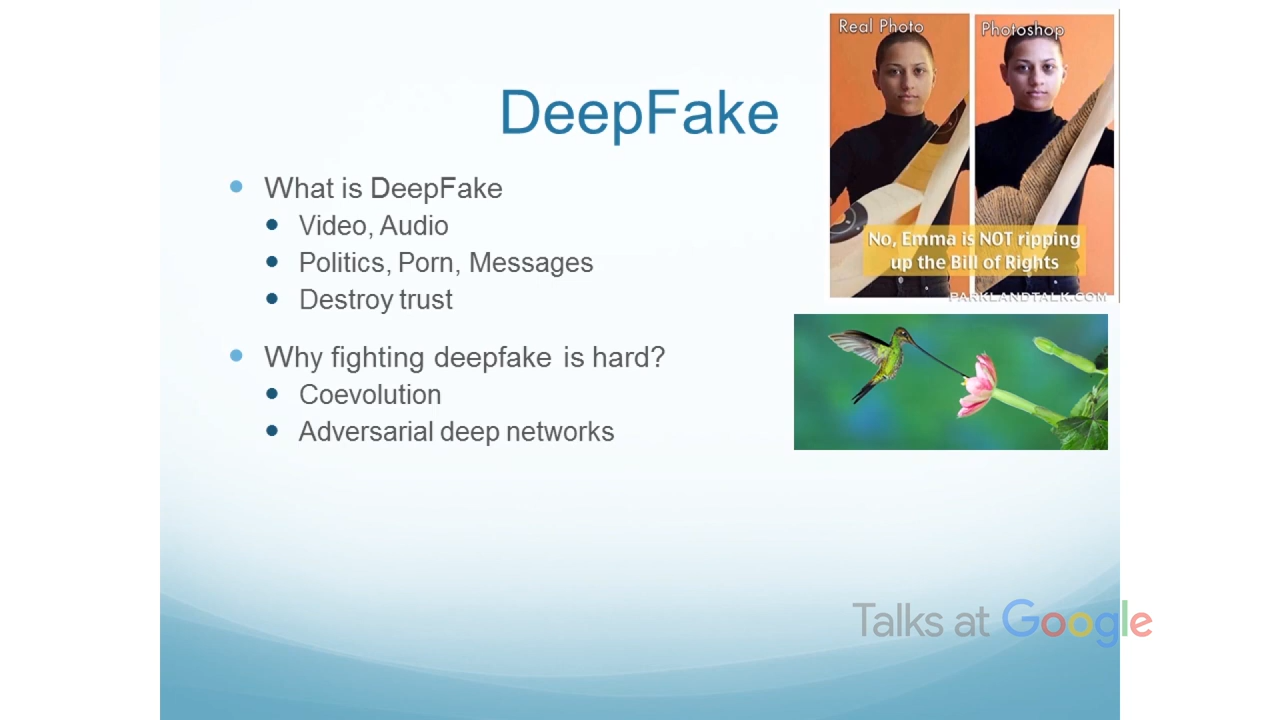 Real Photo
Photoshop
DeepFake
What is DeepFake
Video, Audio
Politics, Porn, Messages
Destroy trust
No, Emma is NOT ripping
up the Bill of Rights
PARKLANDTALK.COM
Why fighting deepfake is hard?
Coevolution
Adversarial deep networks
Talks at Google